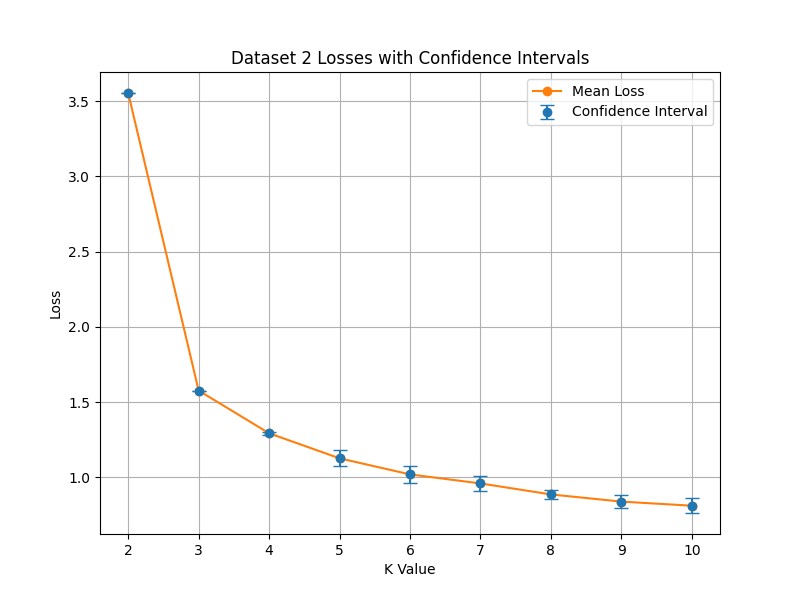 Dataset 2 Losses with Confidence Intervals
Mean Loss
Confidence Interval
3.5
3.0
2.5
2.0
1.5
1.0
Loss
2 3 4 5 6 7 8 9 10
K Value